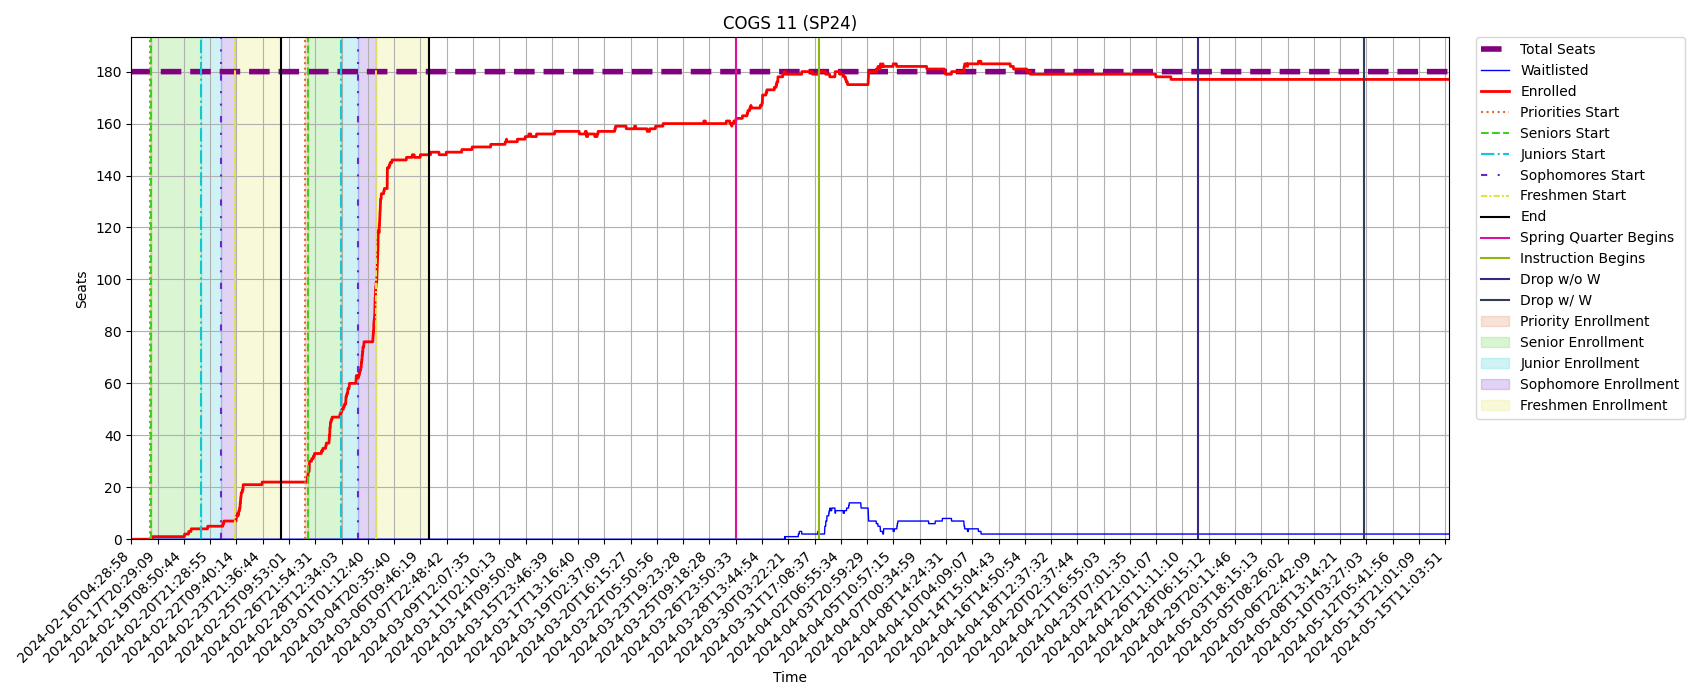 COGS 11 (SP24)
Seats
180
160
140
120
100
80
60
40
20
0
2024-02-16T04:28:58
2024-02-17T20:29:09
2024-02-19T08:50:44
2024-02-20T21:28:55
2024-02-22T09:40:14
2024-02-23T21:36:44
2024-02-25T09:53:01
2024-02-26T21:54:31
2024-02-28T12:34:03
2024-03-01T01:12:40
2024-03-04T20:35:40
2024-03-06T09:46:19
2024-03-07T22:48:42
2024-03-09T12:07:35
2024-03-11T02:10:13
2024-03-14T09:50:04
2024-03-15T23:46:39
2024-03-17T13:16:40
2024-03-19T02:37:09
2024-03-20T16:15:27
2024-03-22T05:50:56
2024-03-23T19:23:28
2024-03-25T09:18:28
2024-03-26T23:50:33
2024-03-28T13:44:54
2024-03-30T03:22:21
2024-03-31T17:08:37
2024-04-02T06:55:34
2024-04-03T20:59:29
2024-04-05T10:57:15
2024-04-07T00:34:59
2024-04-08T14:24:31
2024-04-10T04:09:07
2024-04-14T15:04:43
2024-04-16T14:50:54
2024-04-18T12:37:32
2024-04-20T02:37:44
2024-04-21T16:55:03
2024-04-23T07:01:35
2024-04-24T21:01:07
2024-04-26T11:11:10
2024-04-28T06:15:12
2024-04-29T20:11:46
2024-05-03T18:15:13
2024-05-05T08:26:02
2024-05-06T22:42:09
2024-05-08T13:14:22
2024-05-10T03:27:03
2024-05-12T05:41:56
2024-05-13T21:01:09
2024-05-15T11:03:51
Time
Total Seats
Waitlisted
Enrolled
Priorities Start
Seniors Start
Juniors Start
Sophomores Start
Freshmen Start
End
Spring Quarter Begins
Instruction Begins
Drop w/o W
Drop w/ W
Priority Enrollment
Senior Enrollment
Junior Enrollment
Sophomore Enrollment
Freshmen Enrollment